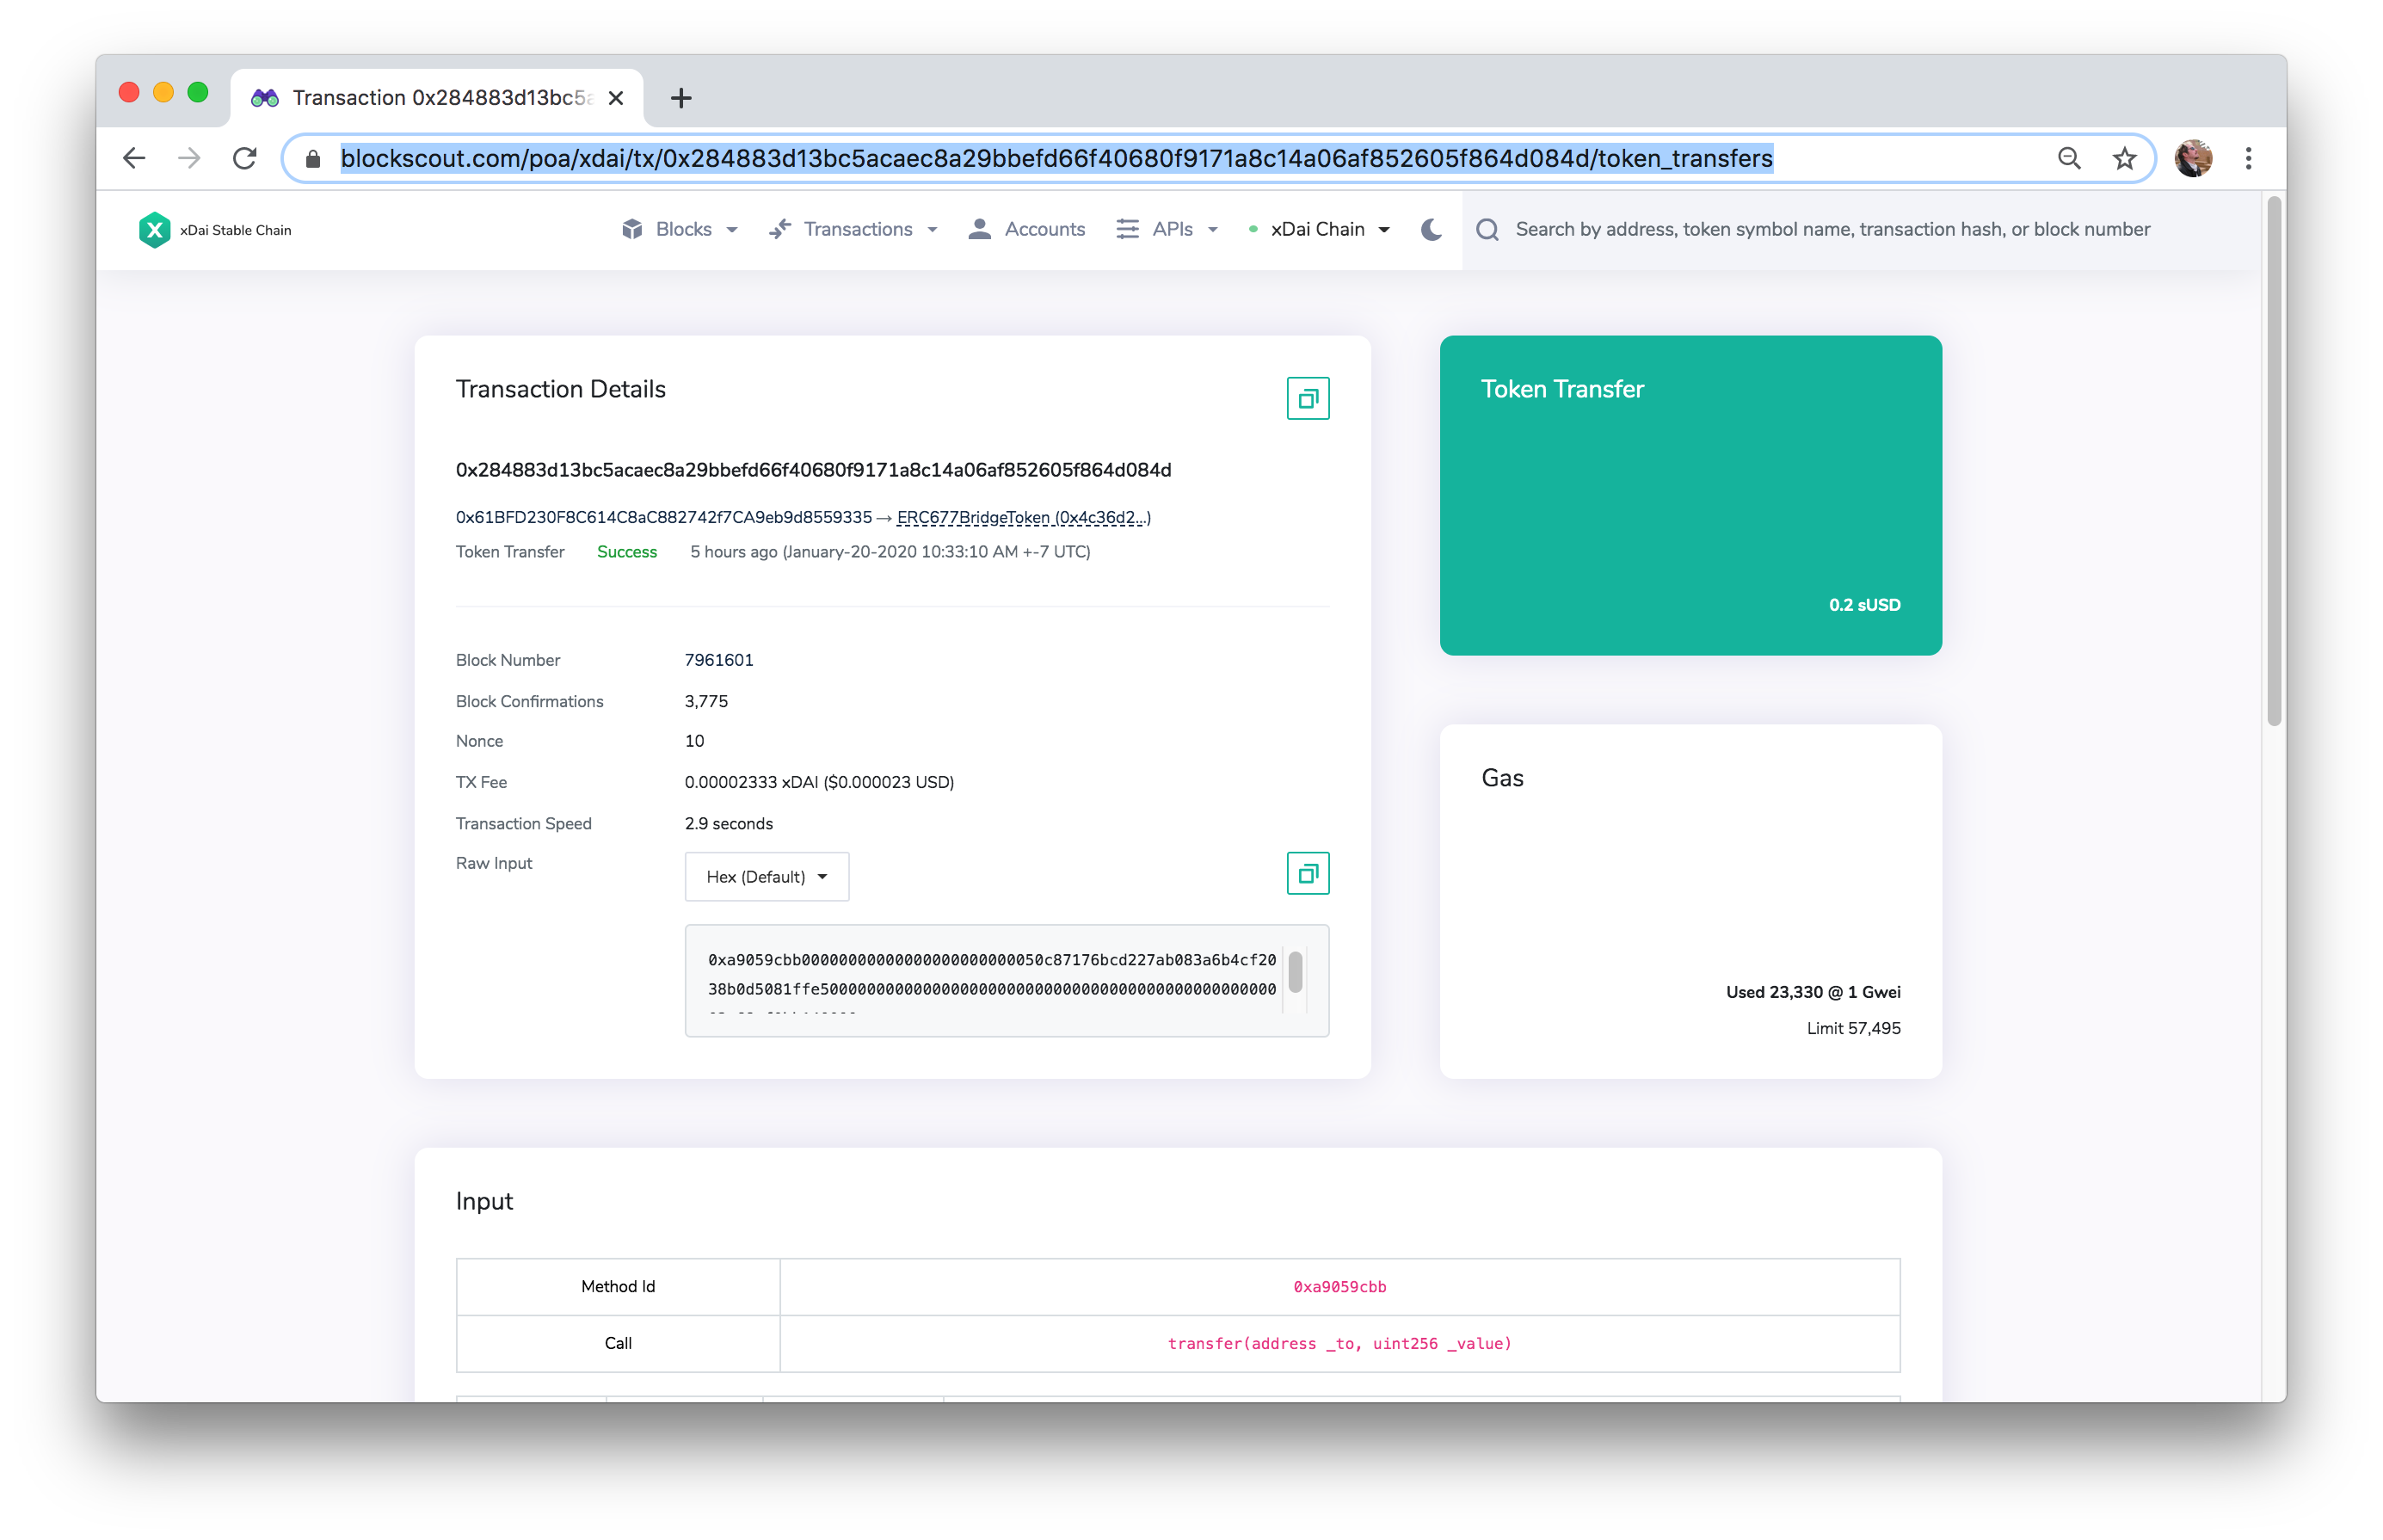 Transaction 0x284883d13bc5a
blockscout.com/poa/xdai/tx/0x284883d13bc5acaec8a29bbefd66f40680f9171a8c14a06af852605f864d084d/token_transfers
X xDai Stable Chain
Blocks Transactions Accounts APIs xDai Chain Search by address, token symbol name, transaction hash, or block number
Transaction Details
0x284883d13bc5acaec8a29bbefd66f40680f9171a8c14a06af852605f864d084d
0x61BFD230F8C614C8aC882742f7CA9eb9d8559335 → ERC677BridgeToken (0x4c36d2...)
Token Transfer Success 5 hours ago (January-20-2020 10:33:10 AM +-7 UTC)
Block Number 7961601
Block Confirmations 3,775
Nonce 10
TX Fee 0.00002333 xDAI ($0.000023 USD)
Transaction Speed 2.9 seconds
Raw Input Hex (Default)
0xa9059cbb00000000000000000000000050c87176bcd227ab083a6b4cf20
38b0d5081ffe500000000000000000000000000000000000000000000000
Token Transfer
0.2 sUSD
Gas
Used 23,330 @ 1 Gwei
Limit 57,495
Input
Method Id 0xa9059cbb
Call transfer(address _to, uint256 _value)